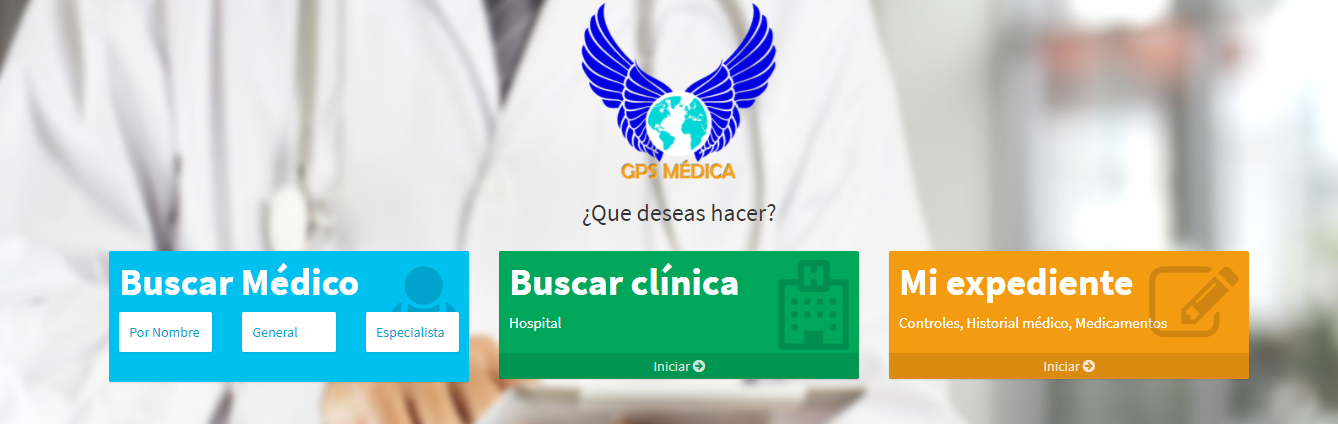 GPS MÉDICA
¿Que deseas hacer?
Buscar Médico
Por Nombre
General
Especialista
Buscar clínica
Hospital
Iniciar
Mi expediente
Controles, Historial médico, Medicamentos
Iniciar